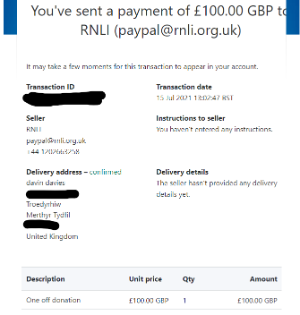 You've sent a payment of £100.00 GBP to
RNLI (paypal@rnli.org.uk)
It may take a few moments for this transaction to appear in your account.
Transaction ID
Transaction date
15 Jul 2021 18:02:47 BST
Seller
RNLI
paypal@rnli.org.uk
+44 1202663258
Instructions to seller
You haven't entered any instructions.
Delivery address – confirmed
davin davies
Troedyrhiw
Merthyr Tydfil
United Kingdom
Delivery details
The seller hasn't provided any delivery
details yet.
Description Unit price Qty Amount
One off donation £100.00 GBP 1 £100.00 GBP